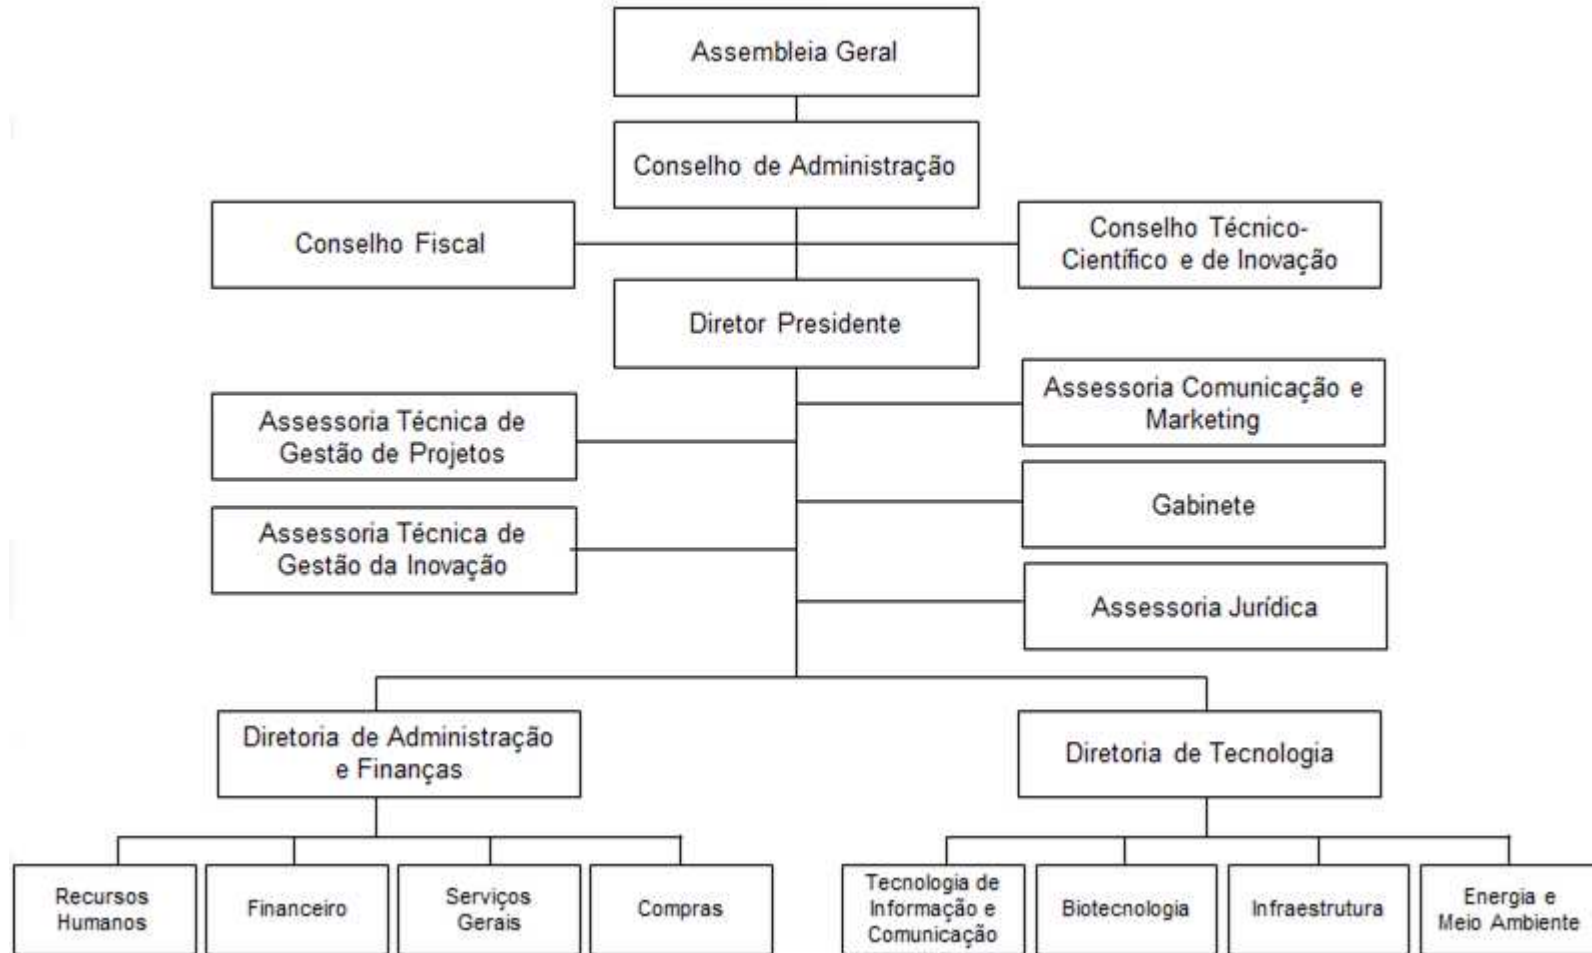 Assembleia Geral
Conselho de Administração
Conselho Fiscal
Conselho Técnico-
Científico e de Inovação
Diretor Presidente
Assessoria Comunicação e
Marketing
Assessoria Técnica de
Gestão de Projetos
Gabinete
Assessoria Técnica de
Gestão da Inovação
Assessoria Jurídica
Diretoria de Administração
e Finanças
Diretoria de Tecnologia
Recursos
Humanos
Financeiro
Serviços
Gerais
Compras
Tecnologia de
Informação e
Comunicação
Biotecnologia
Infraestrutura
Energia e
Meio Ambiente